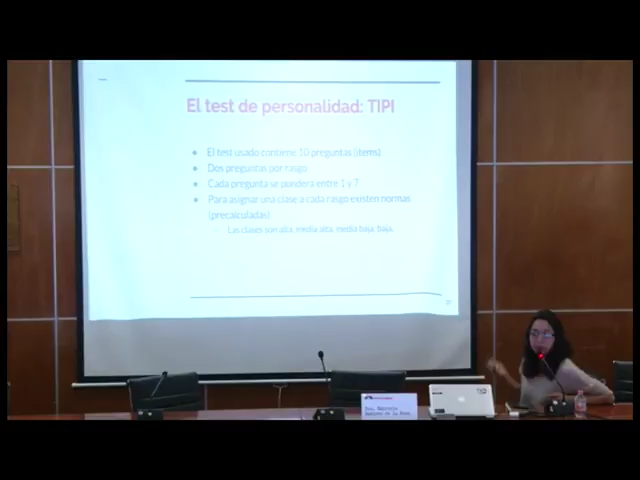 El test de personalidad: TIPI
El test usado contiene 10 preguntas (items)
Dos preguntas por rasgo
Cada pregunta se pondera entre 1 y 7
Para asignar una clase a cada rasgo existen normas
(precalculadas)
Las clases son alta, media alta, media baja, baja.